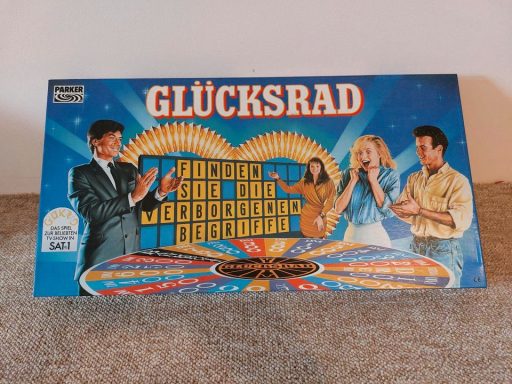 PARKER
GLÜCKSRAD
FINDEN
SIE DIE
VERBORGENEN
BEGRIFFE
DAS SPIEL
ZUR BELIEBTEN
TV-SHOW IN
SAT·1
GLÜCKSRAD